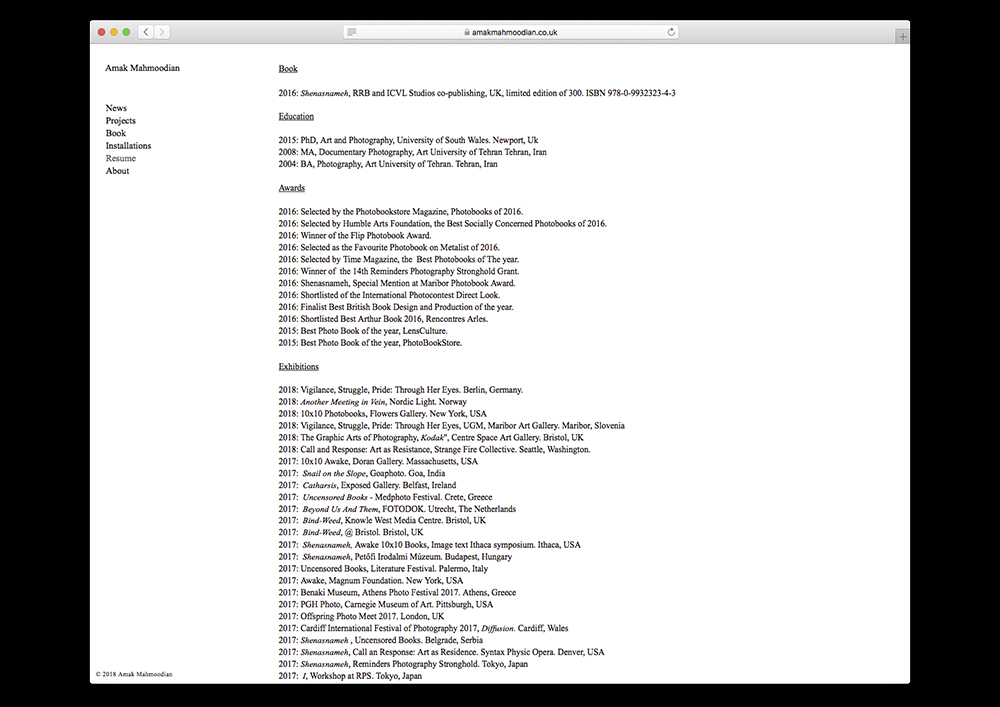 amakmahmoodian.co.uk
Amak Mahmoodian
News
Projects
Book
Installations
Resume
About
Book
2016: Shenasnameh, RRB and ICVL Studios co-publishing, UK, limited edition of 300. ISBN 978-0-9932323-4-3
Education
2015: PhD, Art and Photography, University of South Wales. Newport, Uk
2008: MA, Documentary Photography, Art University of Tehran Tehran, Iran
2004: BA, Photography, Art University of Tehran. Tehran, Iran
Awards
2016: Selected by the Photobookstore Magazine, Photobooks of 2016.
2016: Selected by Humble Arts Foundation, the Best Socially Concerned Photobooks of 2016.
2016: Winner of the Flip Photobook Award.
2016: Selected as the Favourite Photobook on Metalist of 2016.
2016: Selected by Time Magazine, the Best Photobooks of The year.
2016: Winner of the 14th Reminders Photography Stronghold Grant.
2016: Shenasnameh, Special Mention at Maribor Photobook Award.
2016: Shortlisted of the International Photocontest Direct Look.
2016: Finalist Best British Book Design and Production of the year.
2016: Shortlisted Best Arthur Book 2016, Rencontres Arles.
2015: Best Photo Book of the year, LensCulture.
2015: Best Photo Book of the year, PhotoBookStore.
Exhibitions
2018: Vigilance, Struggle, Pride: Through Her Eyes. Berlin, Germany.
2018: Another Meeting in Vein, Nordic Light. Norway
2018: 10x10 Photobooks, Flowers Gallery. New York, USA
2018: Vigilance, Struggle, Pride: Through Her Eyes, UGM, Maribor Art Gallery. Maribor, Slovenia
2018: The Graphic Arts of Photography, Kodak", Centre Space Art Gallery. Bristol, UK
2018: Call and Response: Art as Resistance, Strange Fire Collective. Seattle, Washington.
2017: 10x10 Awake, Doran Gallery. Massachusetts, USA
2017: Snail on the Slope, Goaphoto. Goa, India
2017: Catharsis, Exposed Gallery. Belfast, Ireland
2017: Uncensored Books - Medphoto Festival. Crete, Greece
2017: Beyond Us And Them, FOTODOK. Utrecht, The Netherlands
2017: Bind-Weed, Knowle West Media Centre. Bristol, UK
2017: Bind-Weed, @ Bristol. Bristol, UK
2017: Shenasnameh, Awake 10x10 Books, Image text Ithaca symposium. Ithaca, USA
2017: Shenasnameh, Petőfi Irodalmi Múzeum. Budapest, Hungary
2017: Uncensored Books, Literature Festival. Palermo, Italy
2017: Awake, Magnum Foundation. New York, USA
2017: Benaki Museum, Athens Photo Festival 2017. Athens, Greece
2017: PGH Photo, Carnegie Museum of Art. Pittsburgh, USA
2017: Offspring Photo Meet 2017. London, UK
2017: Cardiff International Festival of Photography 2017, Diffusion. Cardiff, Wales
2017: Shenasnameh , Uncensored Books. Belgrade, Serbia
2017: Shenasnameh, Call an Response: Art as Residence. Syntax Physic Opera. Denver, USA
2017: Shenasnameh, Reminders Photography Stronghold. Tokyo, Japan
2017: I, Workshop at RPS. Tokyo, Japan
© 2018 Amak Mahmoodian